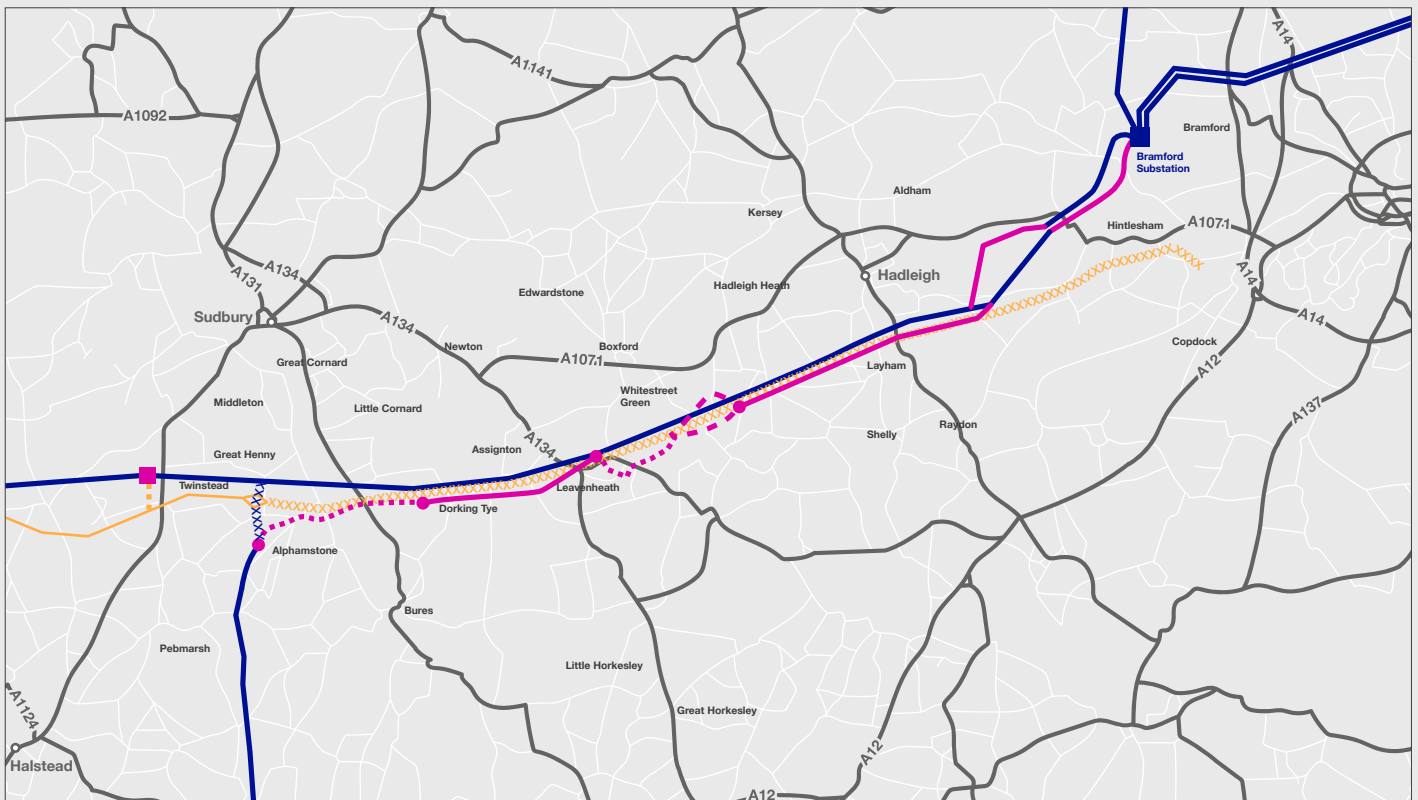 A14
A1141
A1092
Bramford
Bramford
Substation
Aldham
Kersey
Hintlesham
A1071
A134
A131
Hadleigh
A14
Hadleigh Heath
Edwardstone
Sudbury
A134
A14
Newton
Boxford
Copdock
A1071
Great Cornard
Layham
A12
Whitestreet
Green
Middleton
Little Cornard
A137
Raydon
Shelly
A134
Assignton
Great Henny
Twinstead
Leavenheath
Dorking Tye
Alphamstone
Bures
Pebmarsh
Little Horkesley
A1124
Great Horkesley
A12
Halstead
A12